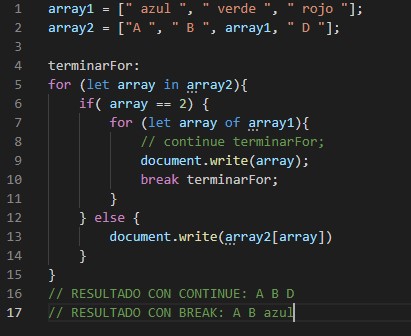 1 array1 = [" azul ", " verde ", " rojo "];
2 array2 = ["A ", " B ", array1, " D "];
3
4 terminarFor:
5 for (let array in array2){
6     if( array == 2) {
7         for (let array of array1){
8             // continue terminarFor;
9             document.write(array);
10             break terminarFor;
11         }
12     } else {
13         document.write(array2[array])
14     }
15 }
16 // RESULTADO CON CONTINUE: A B D
17 // RESULTADO CON BREAK: A B azul